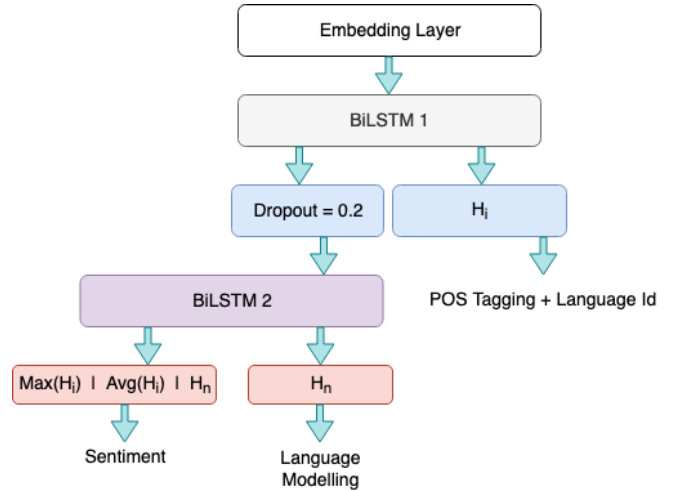 Embedding Layer
BiLSTM 1
Dropout = 0.2
Hi
POS Tagging + Language Id
BiLSTM 2
Max(Hi) | Avg(Hi) | Hn
Hn
Sentiment
Language
Modelling